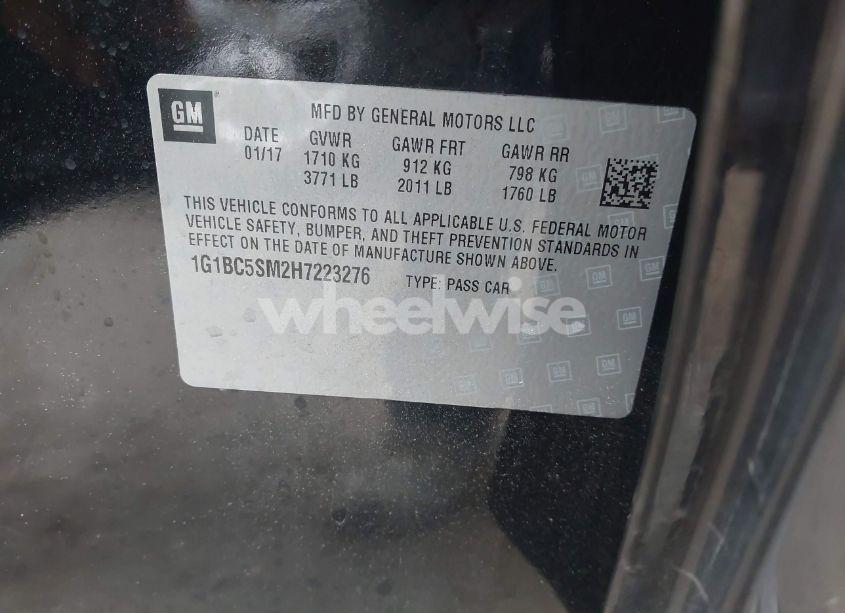 GM
MFD BY GENERAL MOTORS LLC
DATE GVWR GAWR FRT GAWR RR
01/17 1710 KG 912 KG 798 KG
3771 LB 2011 LB 1760 LB
THIS VEHICLE CONFORMS TO ALL APPLICABLE U.S. FEDERAL MOTOR
VEHICLE SAFETY, BUMPER, AND THEFT PREVENTION STANDARDS IN
EFFECT ON THE DATE OF MANUFACTURE SHOWN ABOVE.
1G1BC5SM2H7223276 TYPE: PASS CAR
wheelwise